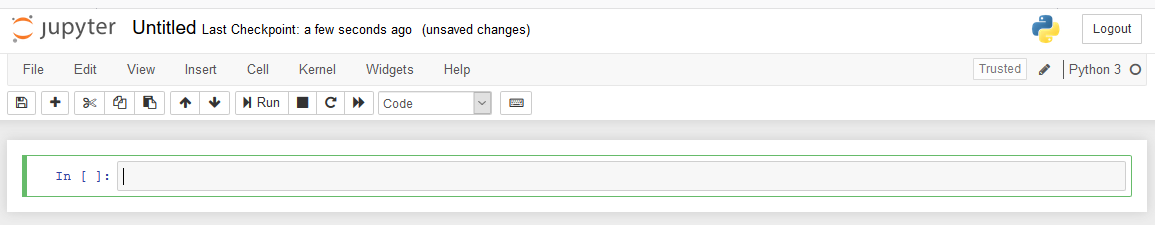 jupyter Untitled Last Checkpoint: a few seconds ago (unsaved changes) Logout
File Edit View Insert Cell Kernel Widgets Help Trusted Python 3
Run Code
In [ ]: